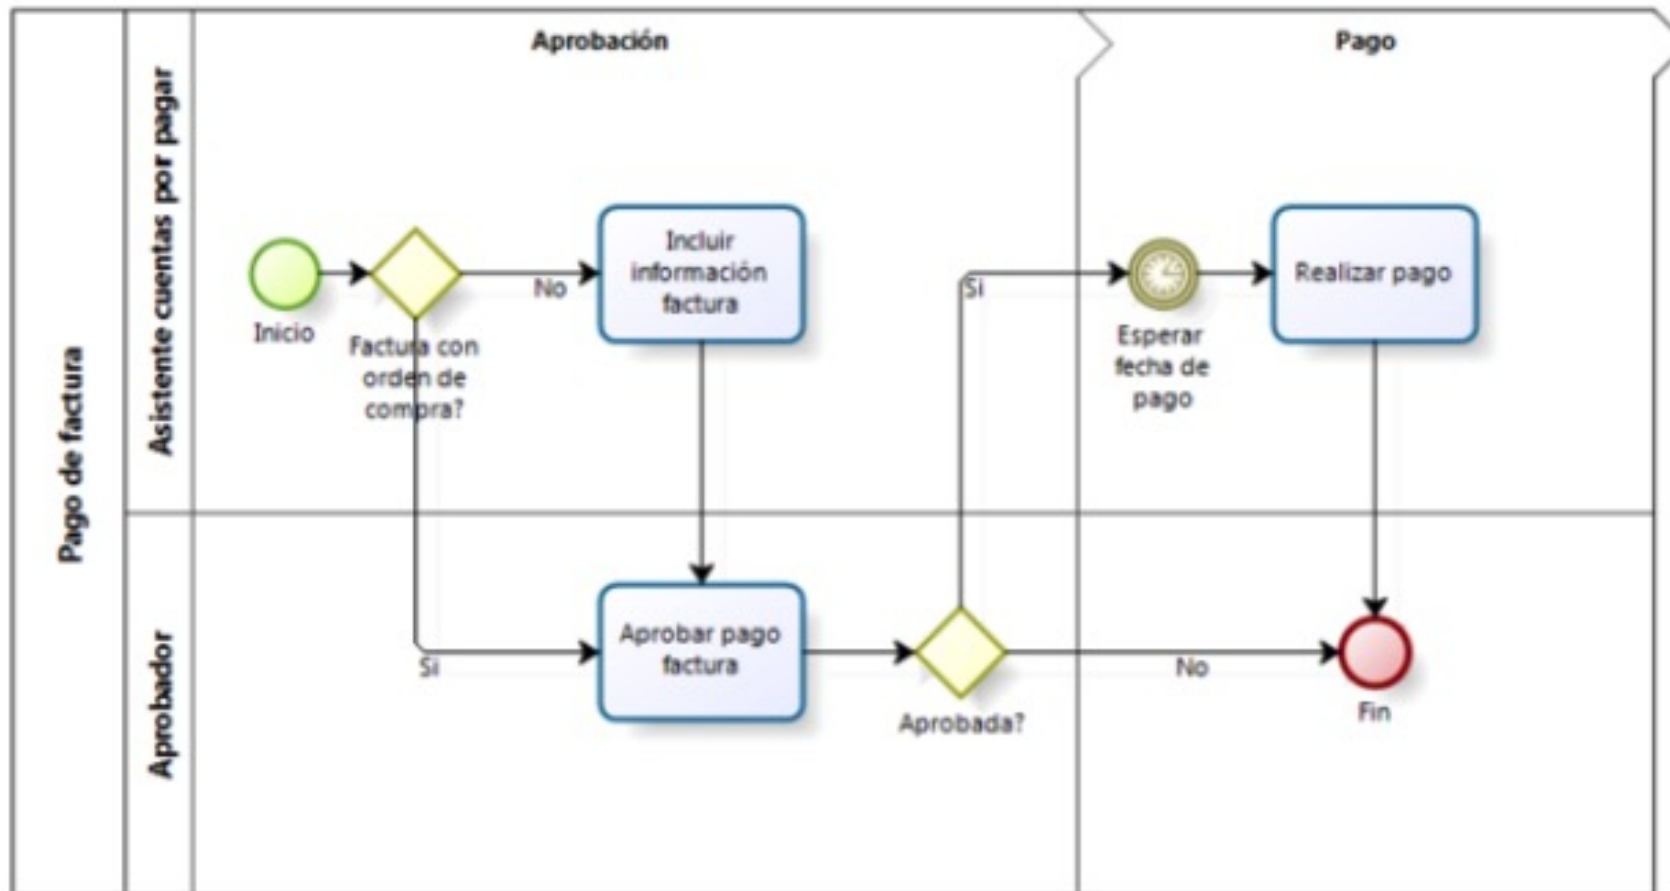 Pago de factura
Asistente cuentas por pagar
Aprobador
Aprobación
Pago
Inicio
Factura con
orden de
compra?
No
Incluir
información
factura
Si
Aprobar pago
factura
Aprobada?
Si
Esperar
fecha de
pago
Realizar pago
No
Fin